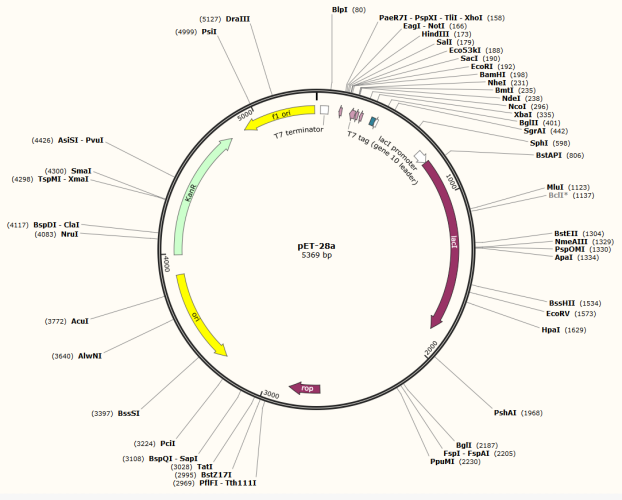 BlpI (80)
PaeR7I - PspXI - TliI - XhoI (158)
EagI - NotI (166)
HindIII (173)
SalI (179)
Eco53kI (188)
SacI (190)
EcoRI (192)
BamHI (198)
NheI (231)
BmtI (235)
NdeI (238)
NcoI (296)
XbaI (335)
BglII (401)
SgrAI (442)
SphI (598)
BstAPI (806)
MluI (1123)
BclI* (1137)
BstEII (1304)
NmeAIII (1329)
PspOMI (1330)
ApaI (1334)
BssHII (1534)
EcoRV (1573)
HpaI (1629)
PshAI (1968)
BglI (2187)
FspI - FspAI (2205)
PpuMI (2230)
(2969) PflFI - Tth111I
(2995) BstZ17I
(3028) TatI
(3108) BspQI - SapI
(3224) PciI
(3397) BssSI
(3640) AlwNI
(3772) AcuI
(4083) NruI
(4117) BspDI - ClaI
(4298) TspMI - XmaI
(4300) SmaI
(4426) AsiSI - PvuI
(4999) PsiI
(5127) DraIII
f1 ori
T7 terminator
T7 tag (gene 10 leader)
lacI promoter
lacI
rop
ori
KanR
1000
2000
3000
4000
5000
pET-28a
5369 bp